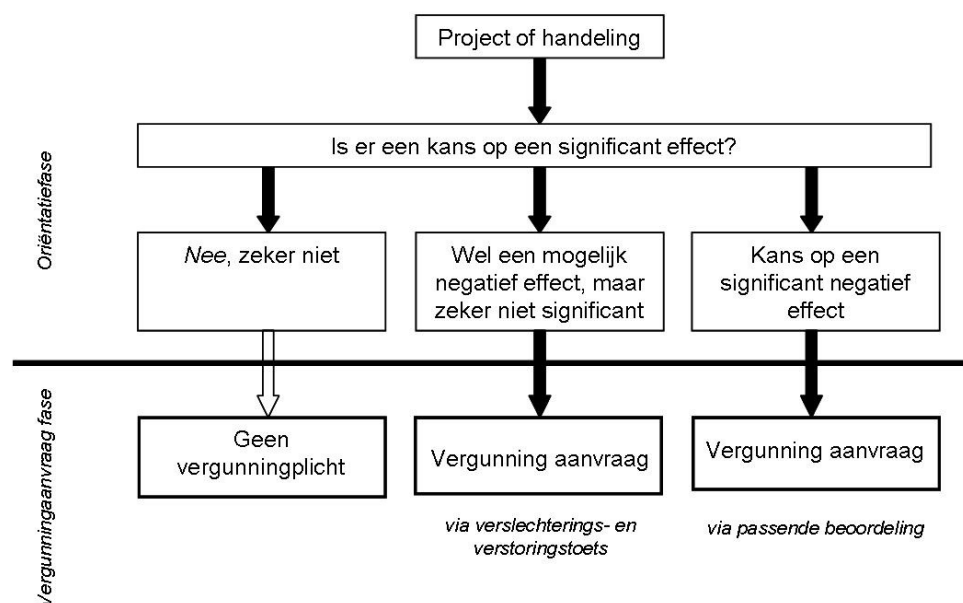 Project of handeling
Is er een kans op een significant effect?
Oriëntatiefase
Nee, zeker niet
Wel een mogelijk
negatief effect, maar
zeker niet significant
Kans op een
significant negatief
effect
Vergunningaanvraag fase
Geen
vergunningplicht
Vergunning aanvraag
via verslechterings- en
verstoringstoets
Vergunning aanvraag
via passende beoordeling